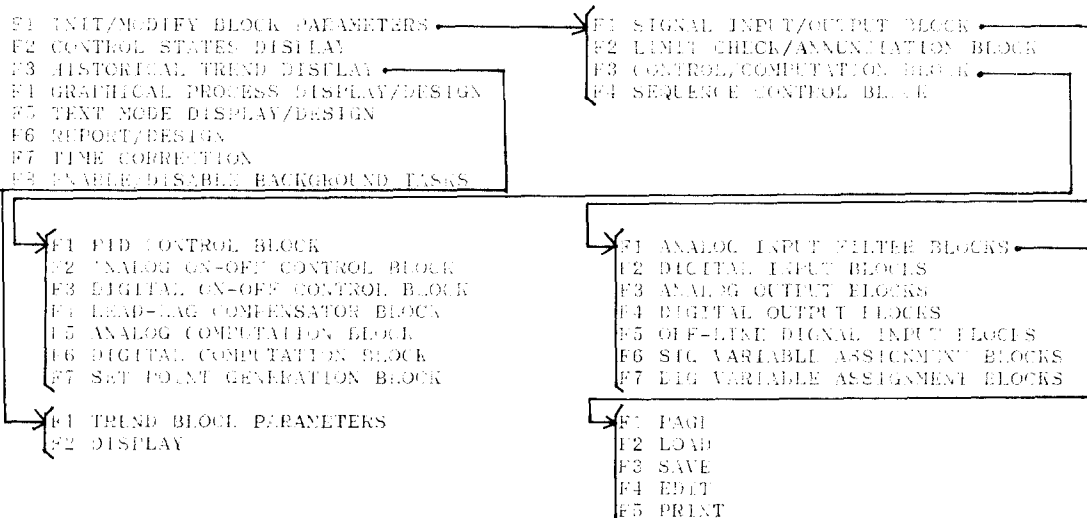 F1 INIT/MODIFY BLOCK PARAMETERS
F2 CONTROL STATES DISPLAY
F3 HISTORICAL TREND DISPLAY
F4 GRAPHICAL PROCESS DISPLAY/DESIGN
F5 TEXT MODE DISPLAY/DESIGN
F6 REPORT/DESIGN
F7 TIME CORRECTION
F8 ENABLE/DISABLE BACKGROUND TASKS
F1 SIGNAL INPUT/OUTPUT BLOCK
F2 LIMIT CHECK/ANNUNCIATION BLOCK
F3 CONTROL/COMPUTATION BLOCK
F4 SEQUENCE CONTROL BLOCK
F1 PID CONTROL BLOCK
F2 ANALOG ON-OFF CONTROL BLOCK
F3 DIGITAL ON-OFF CONTROL BLOCK
F4 LEAD-LAG COMPENSATOR BLOCK
F5 ANALOG COMPUTATION BLOCK
F6 DIGITAL COMPUTATION BLOCK
F7 SET POINT GENERATION BLOCK
F1 ANALOG INPUT FILTER BLOCKS
F2 DIGITAL INPUT BLOCKS
F3 ANALOG OUTPUT BLOCKS
F4 DIGITAL OUTPUT BLOCKS
F5 OFF-LINE DIGNAL INPUT BLOCKS
F6 SIG VARIABLE ASSIGNMENT BLOCKS
F7 DIG VARIABLE ASSIGNMENT BLOCKS
F1 TREND BLOCK PARAMETERS
F2 DISPLAY
F1 PAGE
F2 LOAD
F3 SAVE
F4 EDIT
F5 PRINT